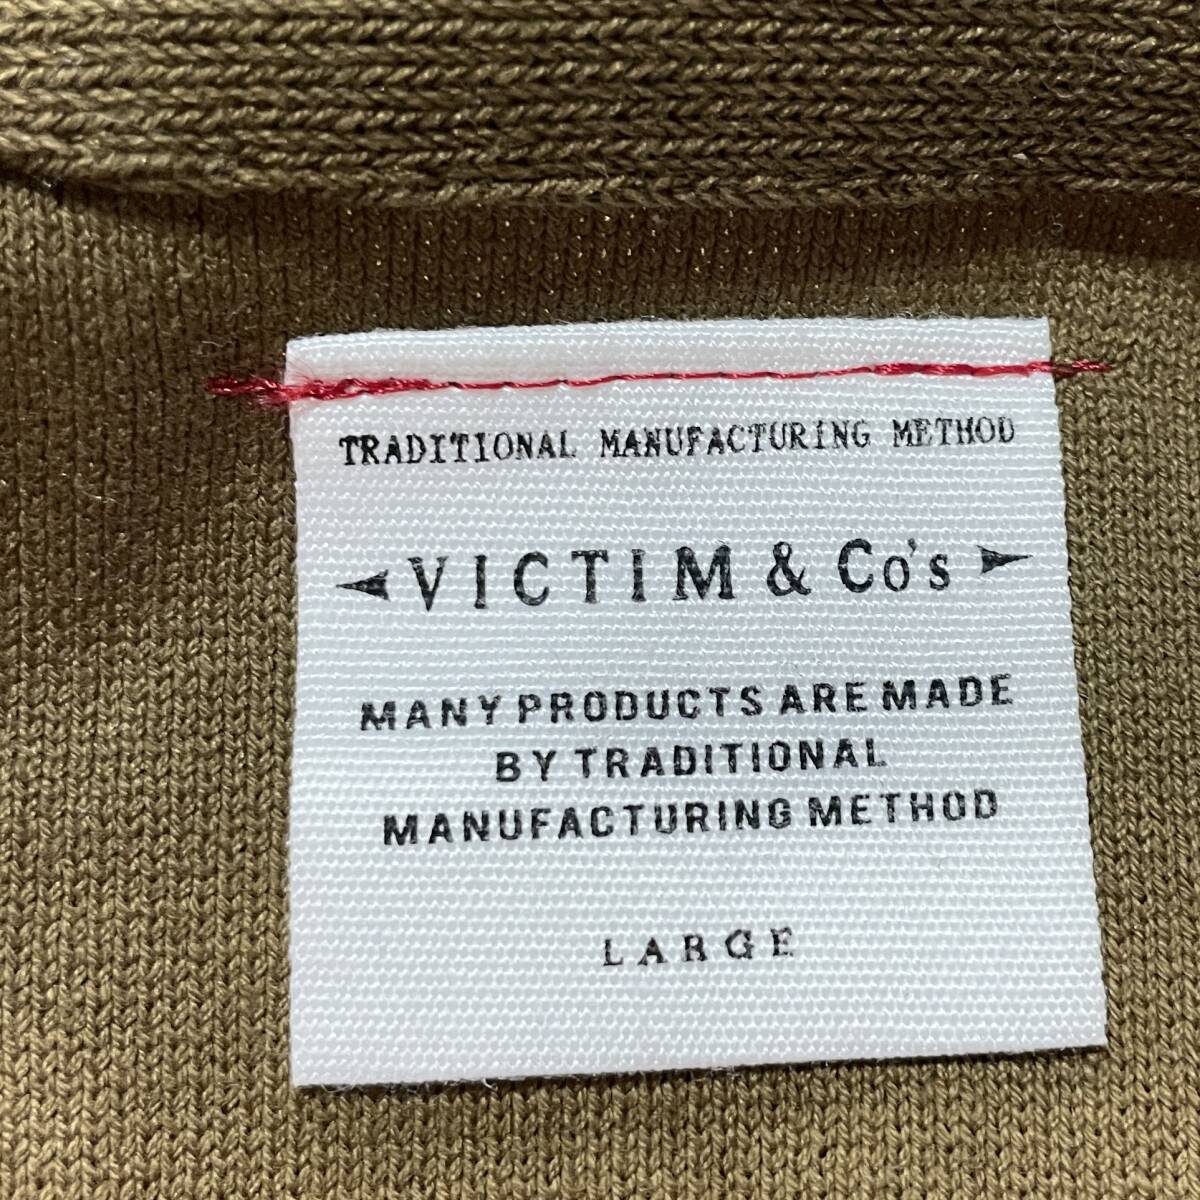 TRADITIONAL MANUFACTURING METHOD
VICTIM & Co's
MANY PRODUCTS ARE MADE
BY TRADITIONAL
MANUFACTURING METHOD
LARGE